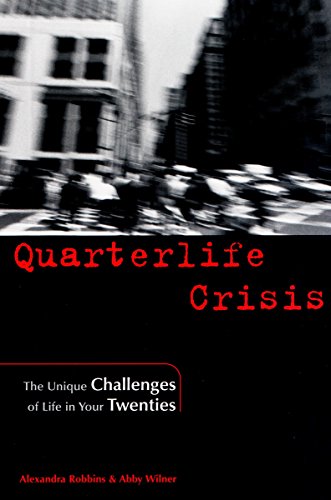 Quarterlife
Crisis
The Unique Challenges
of Life in Your Twenties
Alexandra Robbins & Abby Wilner